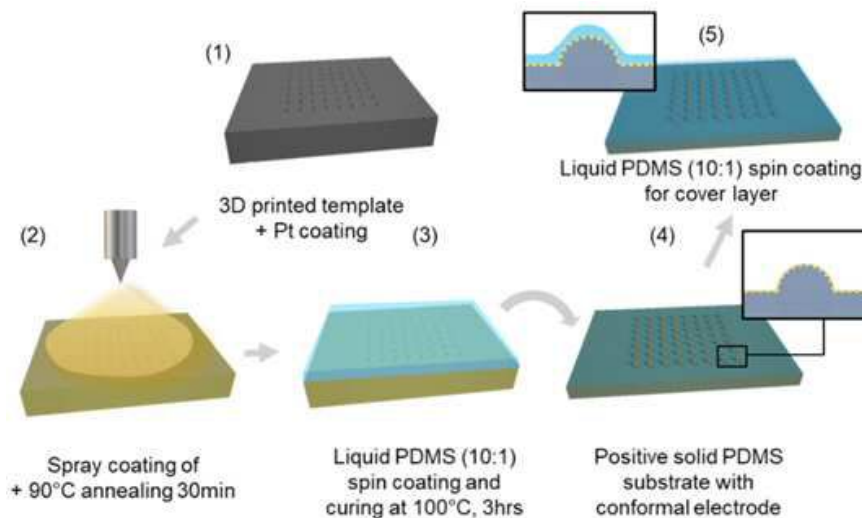 (1)
3D printed template
+ Pt coating
(2)
Spray coating of
+ 90°C annealing 30min
(3)
Liquid PDMS (10:1)
spin coating and
curing at 100°C, 3hrs
(4)
Positive solid PDMS
substrate with
conformal electrode
(5)
Liquid PDMS (10:1) spin coating
for cover layer